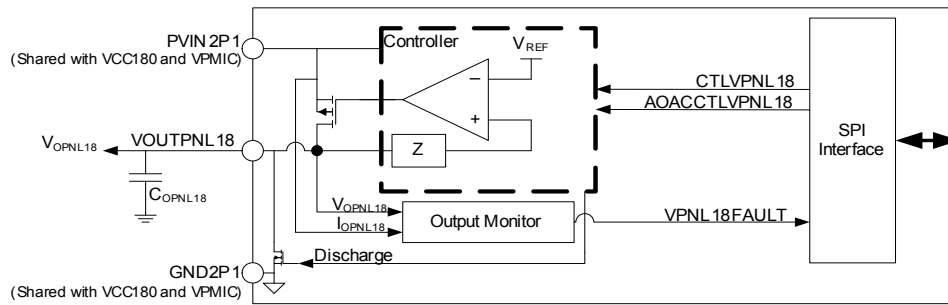 PVIN2P1
(Shared with VCC180 and VPMIC)
Controller
VREF
−
+
Z
CTLVPNL18
AOACCTLVPNL18
SPI
Interface
VOPNL18
VOUTPNL18
COPNL18
VOPNL18
IOPNL18
Output Monitor
VPNL18FAULT
Discharge
GND2P1
(Shared with VCC180 and VPMIC)